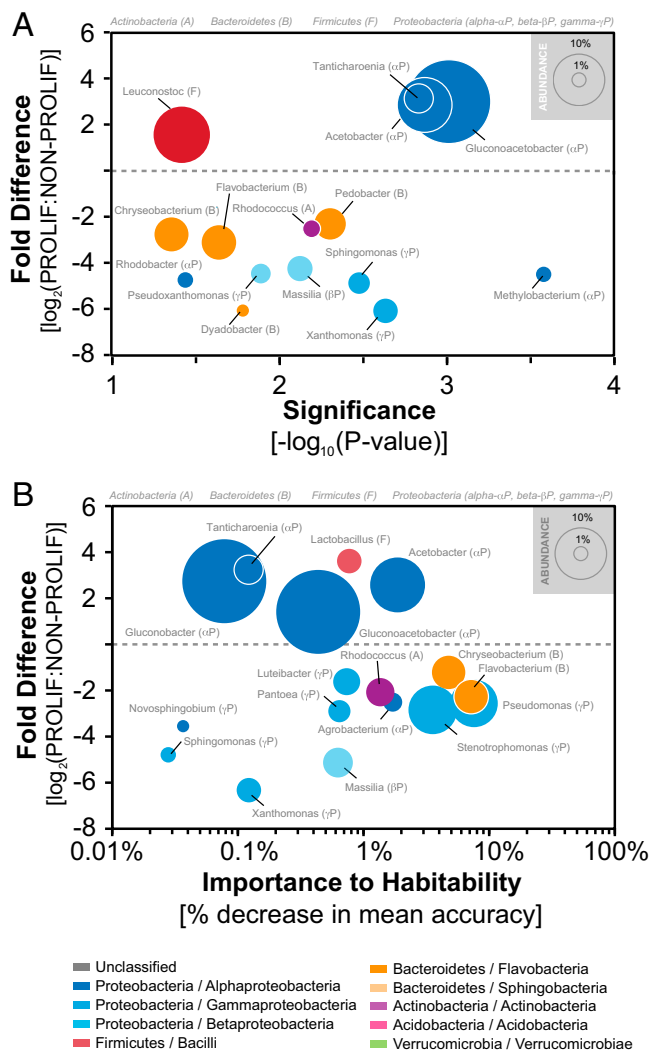 A
Actinobacteria (A) Bacteroidetes (B) Firmicutes (F) Proteobacteria (alpha-αP, beta-βP, gamma-γP)
Fold Difference
[log2(PROLIF:NON-PROLIF)]
6
4
2
-2
-4
-6
-8
ABUNDANCE
10%
1%
Tanticharoenia (αP)
Leuconostoc (F)
Acetobacter (αP)
Gluconoacetobacter (αP)
Flavobacterium (B)
Pedobacter (B)
Chryseobacterium (B)
Rhodococcus (A)
Rhodobacter (αP)
Sphingomonas (γP)
Pseudoxanthomonas (γP)
Massilia (βP)
Methylobacterium (αP)
Dyadobacter (B)
Xanthomonas (γP)
1 2 3 4
Significance
[-log10(P-value)]
B
Actinobacteria (A) Bacteroidetes (B) Firmicutes (F) Proteobacteria (alpha-αP, beta-βP, gamma-γP)
Fold Difference
[log2(PROLIF:NON-PROLIF)]
6
4
2
-2
-4
-6
-8
ABUNDANCE
10%
1%
Tanticharoenia (αP)
Lactobacillus (F)
Acetobacter (αP)
Gluconobacter (αP)
Gluconoacetobacter (αP)
Rhodococcus (A)
Chryseobacterium (B)
Luteibacter (γP)
Flavobacterium (B)
Pantoea (γP)
Novosphingobium (γP)
Pseudomonas (γP)
Agrobacterium (αP)
Sphingomonas (γP)
Stenotrophomonas (γP)
Massilia (βP)
Xanthomonas (γP)
0.01% 0.1% 1% 10% 100%
Importance to Habitability
[% decrease in mean accuracy]
Unclassified
Proteobacteria / Alphaproteobacteria
Proteobacteria / Gammaproteobacteria
Proteobacteria / Betaproteobacteria
Firmicutes / Bacilli
Bacteroidetes / Flavobacteria
Bacteroidetes / Sphingobacteria
Actinobacteria / Actinobacteria
Acidobacteria / Acidobacteria
Verrucomicrobia / Verrucomicrobiae